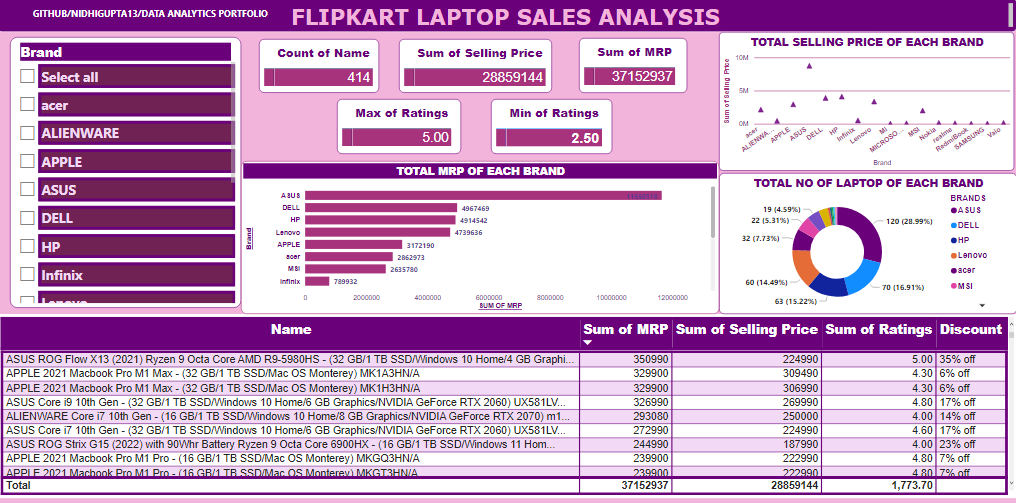 GITHUB/NIDHIGUPTA13/DATA ANALYTICS PORTFOLIO
FLIPKART LAPTOP SALES ANALYSIS
Brand
Select all
acer
ALIENWARE
APPLE
ASUS
DELL
HP
Infinix
Lenovo
Count of Name
414
Sum of Selling Price
28859144
Sum of MRP
37152937
Max of Ratings
5.00
Min of Ratings
2.50
TOTAL SELLING PRICE OF EACH BRAND
Sum of Selling Price
10M
5M
0M
acer
ALIENWA...
APPLE
ASUS
DELL
HP
Infinix
Lenovo
MI
MICROSO...
MSI
Nokia
realme
RedmiBook
SAMSUNG
Vaio
Brand
TOTAL MRP OF EACH BRAND
Brand
ASUS
DELL 4967469
HP 4914542
Lenovo 4739636
APPLE 3172190
acer 2862973
MSI 2635780
Infinix 789932
0 2000000 4000000 6000000 8000000 10000000 12000000
SUM OF MRP
TOTAL NO OF LAPTOP OF EACH BRAND
19 (4.59%)
22 (5.31%)
32 (7.73%)
60 (14.49%)
63 (15.22%)
70 (16.91%)
120 (28.99%)
BRANDS
ASUS
DELL
HP
Lenovo
acer
MSI
Name Sum of MRP Sum of Selling Price Sum of Ratings Discount
ASUS ROG Flow X13 (2021) Ryzen 9 Octa Core AMD R9-5980HS - (32 GB/1 TB SSD/Windows 10 Home/4 GB Graphi... 350990 224990 5.00 35% off
APPLE 2021 Macbook Pro M1 Max - (32 GB/1 TB SSD/Mac OS Monterey) MK1A3HN/A 329900 309490 4.30 6% off
APPLE 2021 Macbook Pro M1 Max - (32 GB/1 TB SSD/Mac OS Monterey) MK1H3HN/A 329900 306990 4.30 6% off
ASUS Core i9 10th Gen - (32 GB/1 TB SSD/Windows 10 Home/6 GB Graphics/NVIDIA GeForce RTX 2060) UX581LV... 326990 269990 4.80 17% off
ALIENWARE Core i7 10th Gen - (16 GB/1 TB SSD/Windows 10 Home/8 GB Graphics/NVIDIA GeForce RTX 2070) m1... 293080 250000 4.00 14% off
ASUS Core i7 10th Gen - (32 GB/1 TB SSD/Windows 10 Home/6 GB Graphics/NVIDIA GeForce RTX 2060) UX581LV... 272990 224990 4.60 17% off
ASUS ROG Strix G15 (2022) with 90Whr Battery Ryzen 9 Octa Core 6900HX - (16 GB/1 TB SSD/Windows 11 Hom... 244990 187990 4.00 23% off
APPLE 2021 Macbook Pro M1 Pro - (16 GB/1 TB SSD/Mac OS Monterey) MKGQ3HN/A 239900 222990 4.80 7% off
APPLE 2021 Macbook Pro M1 Pro - (16 GB/1 TB SSD/Mac OS Monterey) MKGT3HN/A 239900 222990 4.80 7% off
Total 37152937 28859144 1,773.70